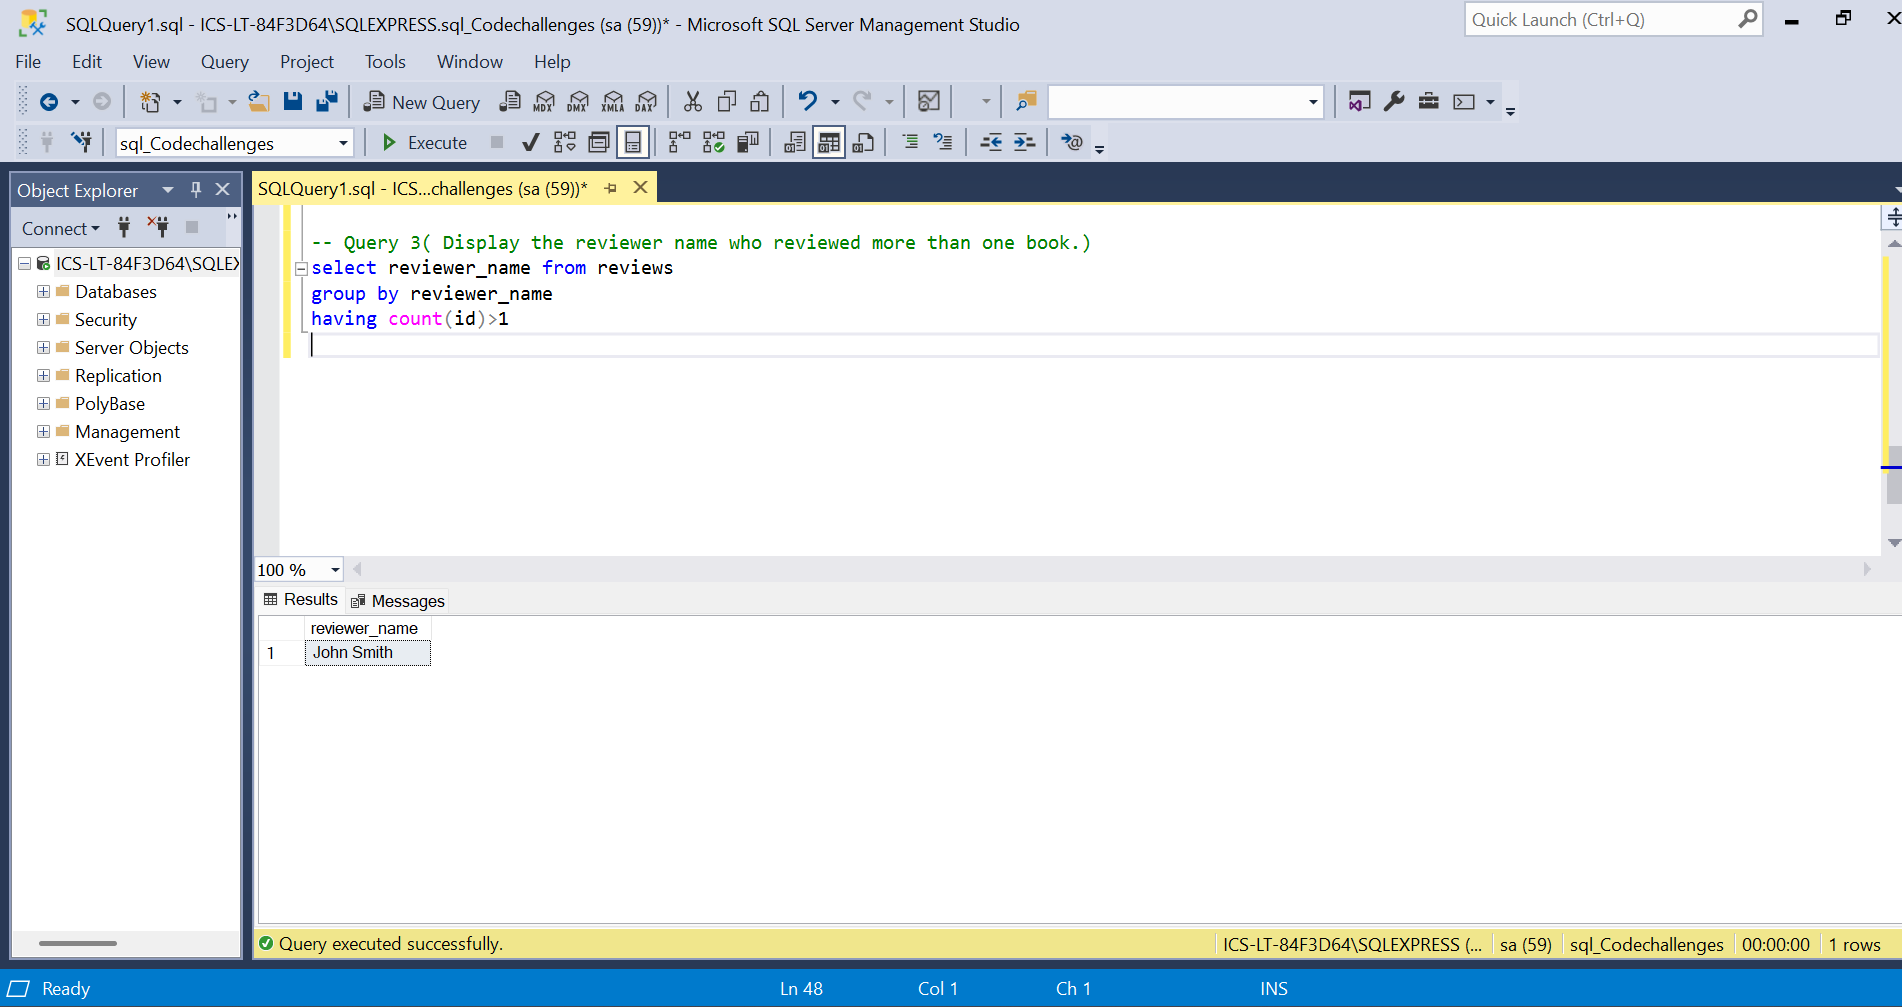 SQLQuery1.sql - ICS-LT-84F3D64\SQLEXPRESS.sql_Codechallenges (sa (59))* - Microsoft SQL Server Management Studio
Quick Launch (Ctrl+Q)
File Edit View Query Project Tools Window Help
New Query MDX DMX XMLA DAX
sql_Codechallenges Execute
Object Explorer
SQLQuery1.sql - ICS...challenges (sa (59))*
Connect
ICS-LT-84F3D64\SQLEX
Databases
Security
Server Objects
Replication
PolyBase
Management
XEvent Profiler
-- Query 3( Display the reviewer name who reviewed more than one book.)
select reviewer_name from reviews
group by reviewer_name
having count(id)>1
100 %
Results Messages
reviewer_name
1 John Smith
Query executed successfully.
ICS-LT-84F3D64\SQLEXPRESS (... sa (59) sql_Codechallenges 00:00:00 1 rows
Ready Ln 48 Col 1 Ch 1 INS